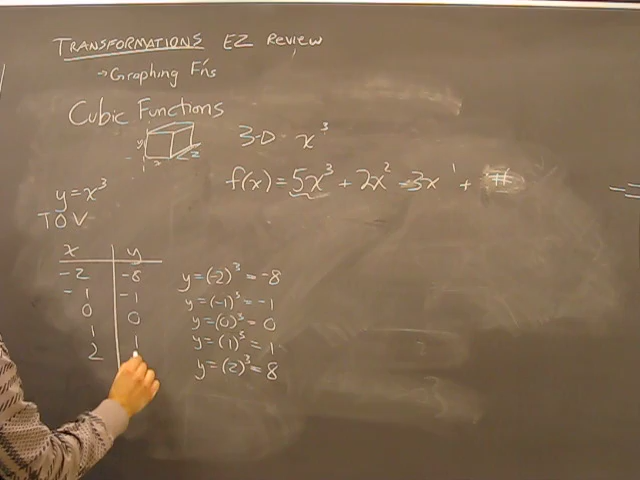 TRANSFORMATIONS EZ Review
→Graphing Fn's
Cubic Functions
3-D x³
f(x) = 5x³ + 2x² - 3x¹ + #
y = x³
TOV
x y
-2 -8
-1 -1
0 0
1 1
2
y = (-2)³ = -8
y = (-1)³ = -1
y = (0)³ = 0
y = (1)³ = 1
y = (2)³ = 8